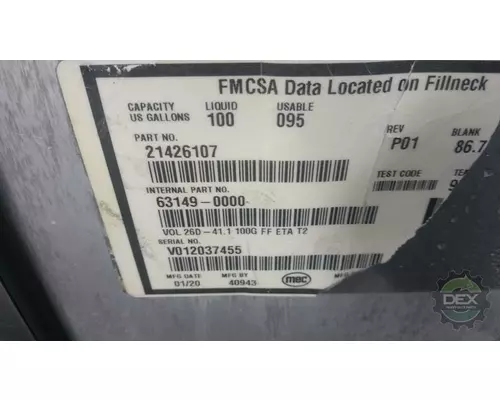 FMCSA Data Located on Fillneck
CAPACITY LIQUID USABLE
US GALLONS 100 095
REV BLANK
P01 86.7
PART NO.
21426107
TEST CODE
INTERNAL PART NO.
63149-0000-
VOL 26D-41.1 100G FF ETA T2
SERIAL NO.
V012037455
MFG DATE MFG BY
01/20 40943
mec
DEX